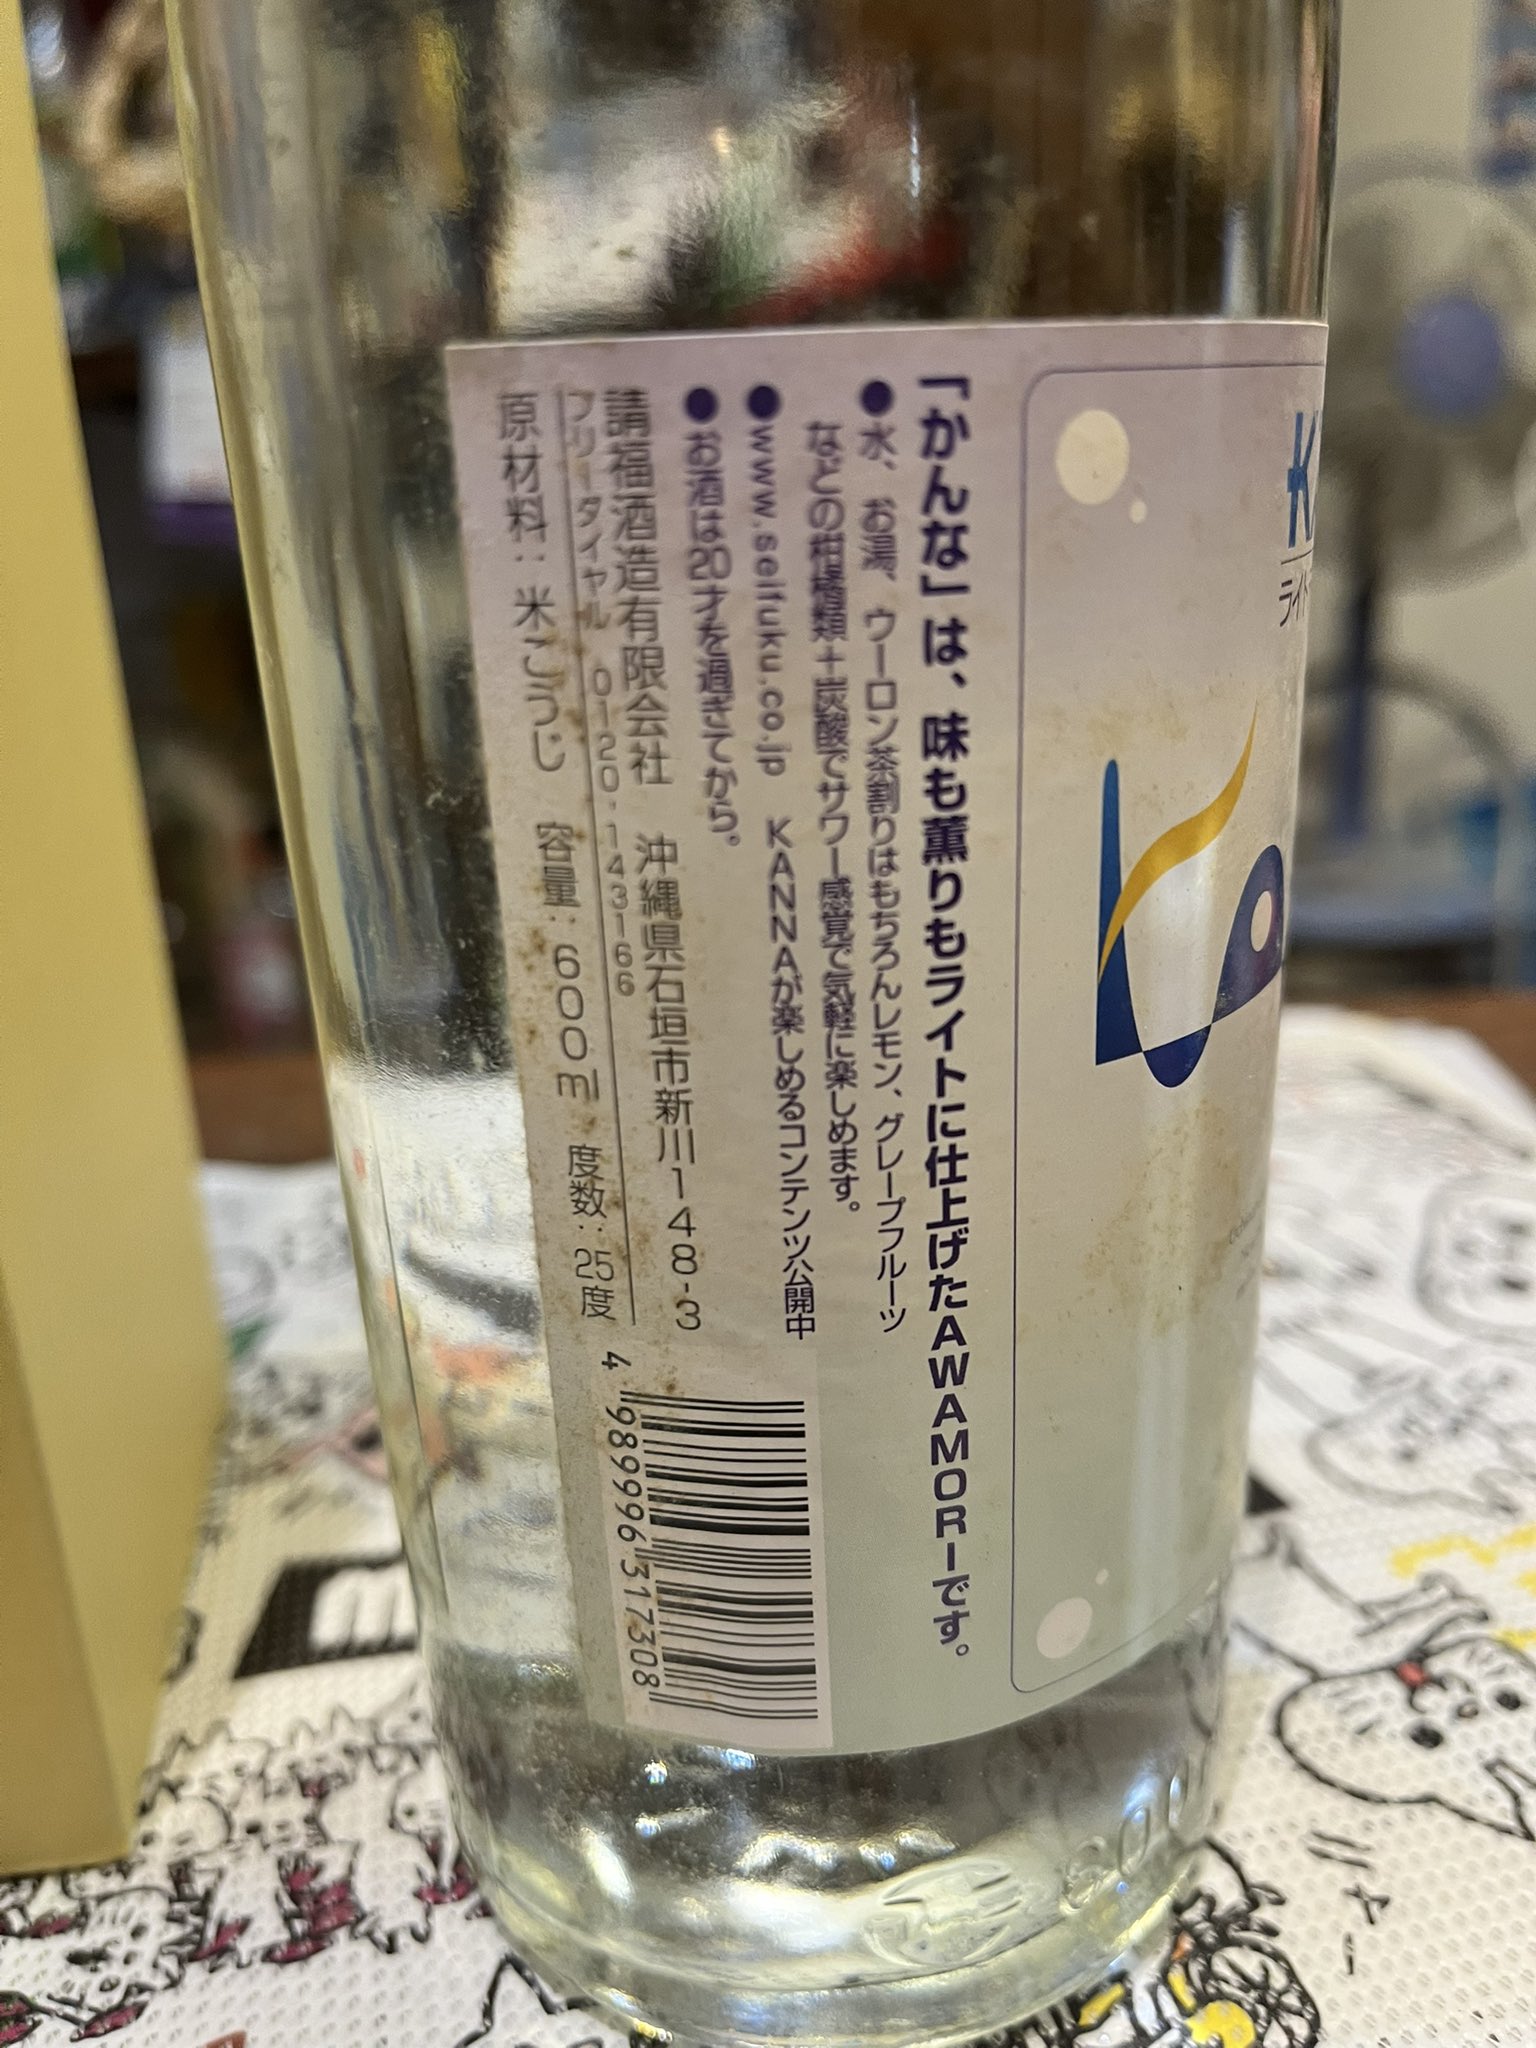 K
ライト
「かんな」は、味も薫りもライトに仕上げたAWAMORIです。
●水、お湯、ウーロン茶割りはもちろんレモン、グレープフルーツ
などの柑橘類＋炭酸でサワー感覚で気軽に楽しめます。
●www.seifuku.co.jp　KANNAが楽しめるコンテンツ公開中
●お酒は20才を過ぎてから。
請福酒造有限会社　沖縄県石垣市新川148-3
フリーダイヤル　0120-143166
原材料：米こうじ　容量：600ml　度数：25度
4 989996 317308